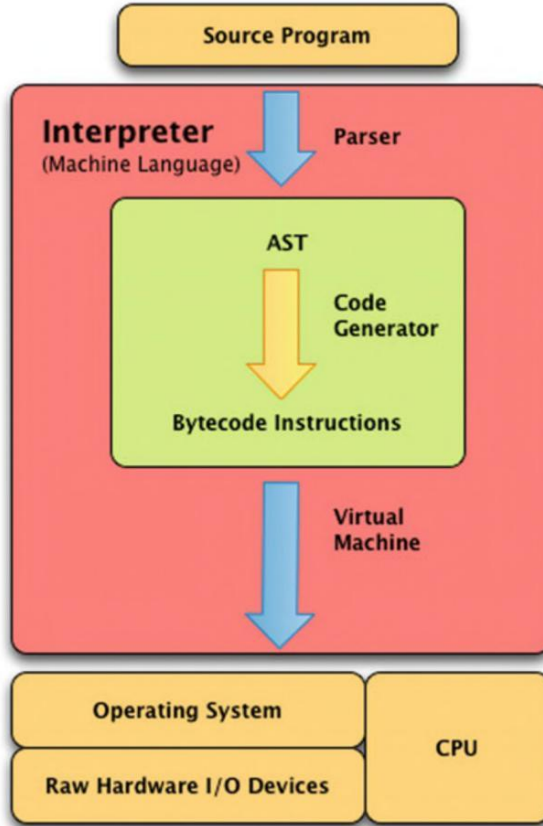 Source Program
Interpreter
(Machine Language)
Parser
AST
Code
Generator
Bytecode Instructions
Virtual
Machine
Operating System
CPU
Raw Hardware I/O Devices